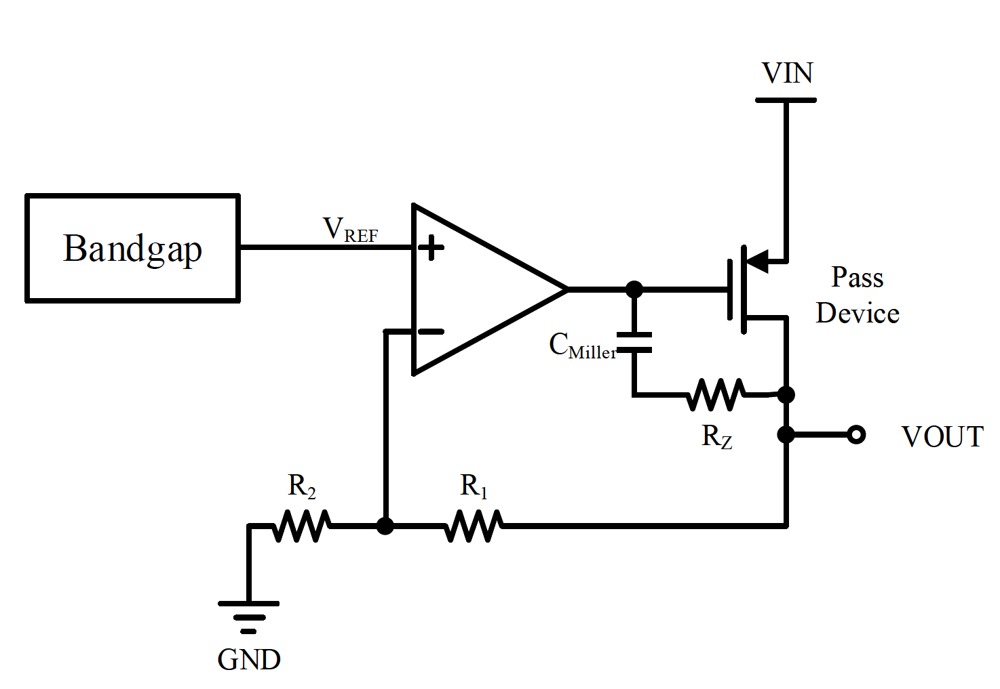 VIN
Bandgap
VREF
Pass
Device
CMiller
RZ
VOUT
R2
R1
GND